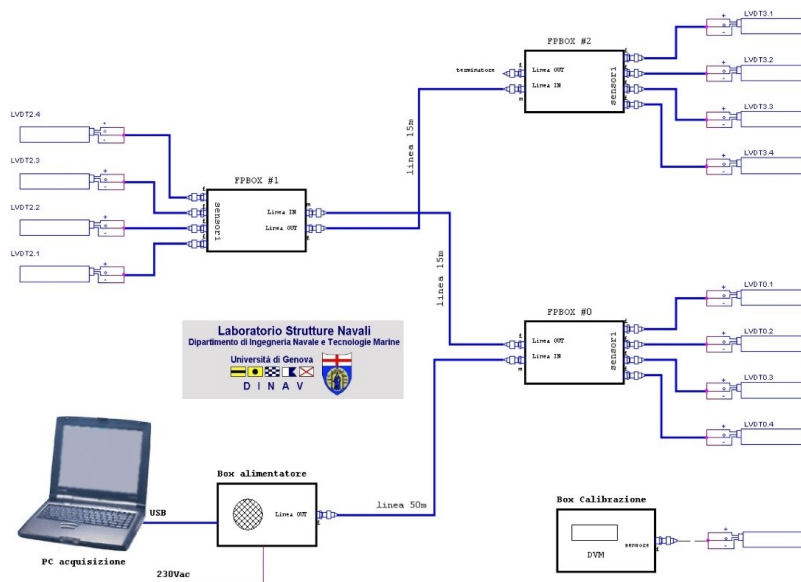 LVDT3.1
FPBOX #2
LVDT3.2
terminatore
Linea OUT
Linea IN
sensori
LVDT3.3
LVDT3.4
linea 15m
LVDT2.4
LVDT2.3
FPBOX #1
LVDT2.2
sensori
Linea IN
Linea OUT
LVDT2.1
linea 15m
LVDT0.1
FPBOX #0
LVDT0.2
Linea OUT
Linea IN
sensori
LVDT0.3
LVDT0.4
Laboratorio Strutture Navali
Dipartimento di Ingegneria Navale e Tecnologie Marine
Università di Genova
D I N A V
Box alimentatore
Linea OUT
linea 50m
USB
PC acquisizione
230Vac
Box Calibrazione
DVM
sensore